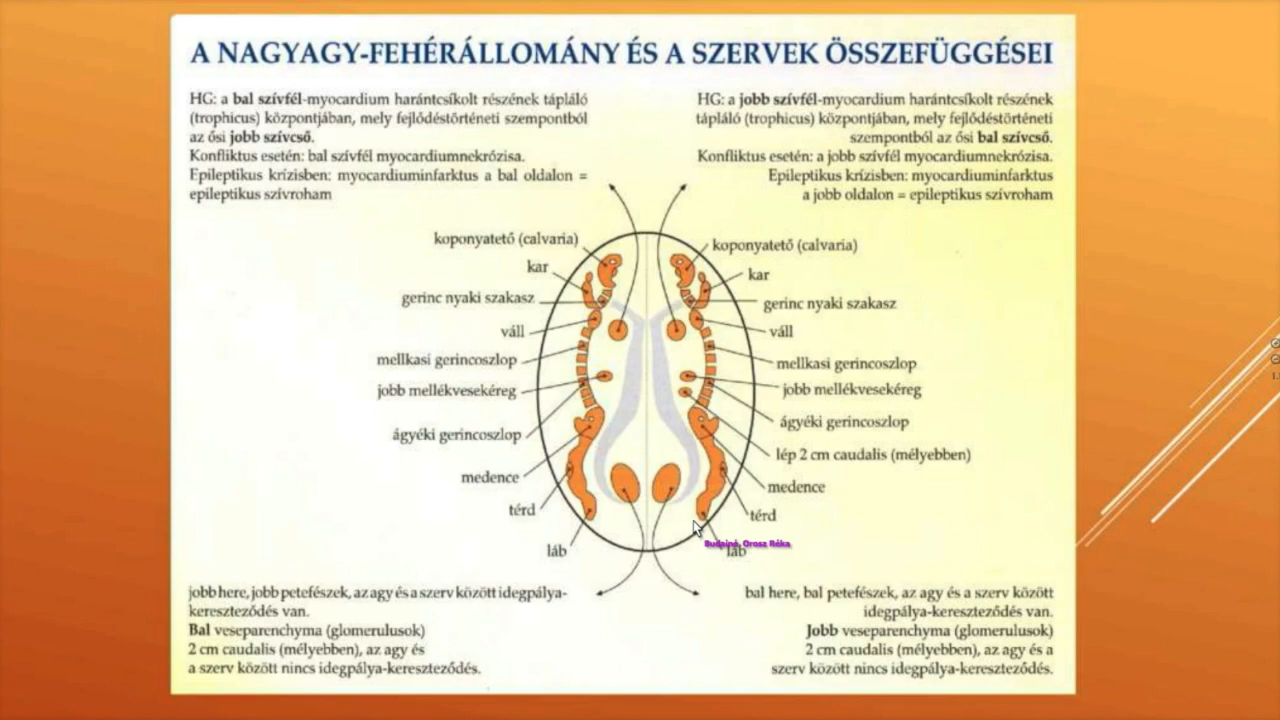 A NAGYAGY-FEHÉRÁLLOMÁNY ÉS A SZERVEK ÖSSZEFÜGGÉSEI
HG: a bal szívfél-myocardium harántcsíkolt részének tápláló
(trophicus) központjában, mely fejlődéstörténeti szempontból
az ősi jobb szívcső.
Konfliktus esetén: bal szívfél myocardiumnekrózisa.
Epileptikus krízisben: myocardiuminfarktus a bal oldalon =
epileptikus szívroham
HG: a jobb szívfél-myocardium harántcsíkolt részének
tápláló (trophicus) központjában, mely fejlődéstörténeti
szempontból az ősi bal szívcső.
Konfliktus esetén: a jobb szívfél myocardiumnekrózisa.
Epileptikus krízisben: myocardiuminfarktus
a jobb oldalon = epileptikus szívroham
koponyatető (calvaria)
kar
gerinc nyaki szakasz
váll
mellkasi gerincoszlop
jobb mellékvesekéreg
ágyéki gerincoszlop
medence
térd
láb
koponyatető (calvaria)
kar
gerinc nyaki szakasz
váll
mellkasi gerincoszlop
jobb mellékvesekéreg
ágyéki gerincoszlop
lép 2 cm caudalis (mélyebben)
medence
térd
Budainé, Orosz Réka
láb
jobb here, jobb petefészek, az agy és a szerv között idegpálya-
kereszteződés van.
Bal veseparenchyma (glomerulusok)
2 cm caudalis (mélyebben), az agy és
a szerv között nincs idegpálya-kereszteződés.
bal here, bal petefészek, az agy és a szerv között
idegpálya-kereszteződés van.
Jobb veseparenchyma (glomerulusok)
2 cm caudalis (mélyebben), az agy és a
szerv között nincs idegpálya-kereszteződés.